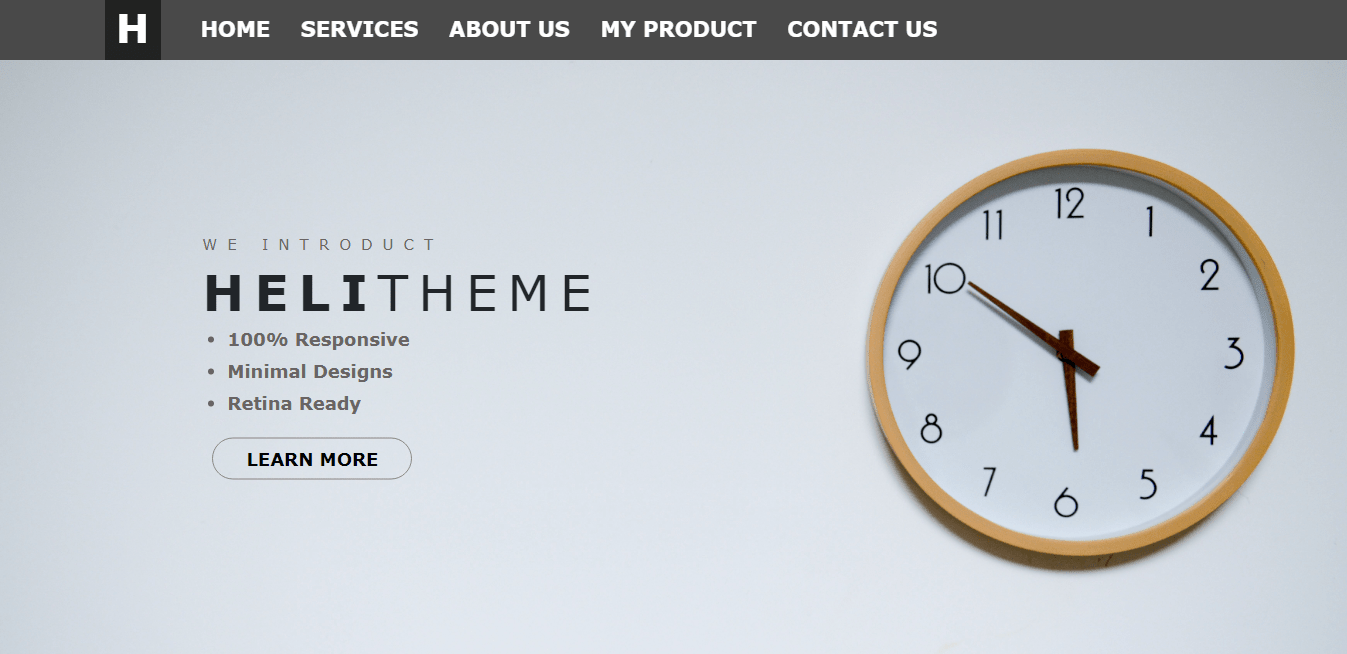 H HOME SERVICES ABOUT US MY PRODUCT CONTACT US
WE INTRODUCT
HELITHEME
• 100% Responsive
• Minimal Designs
• Retina Ready
LEARN MORE
12
11 1
10 2
9 3
8 4
7 5
6